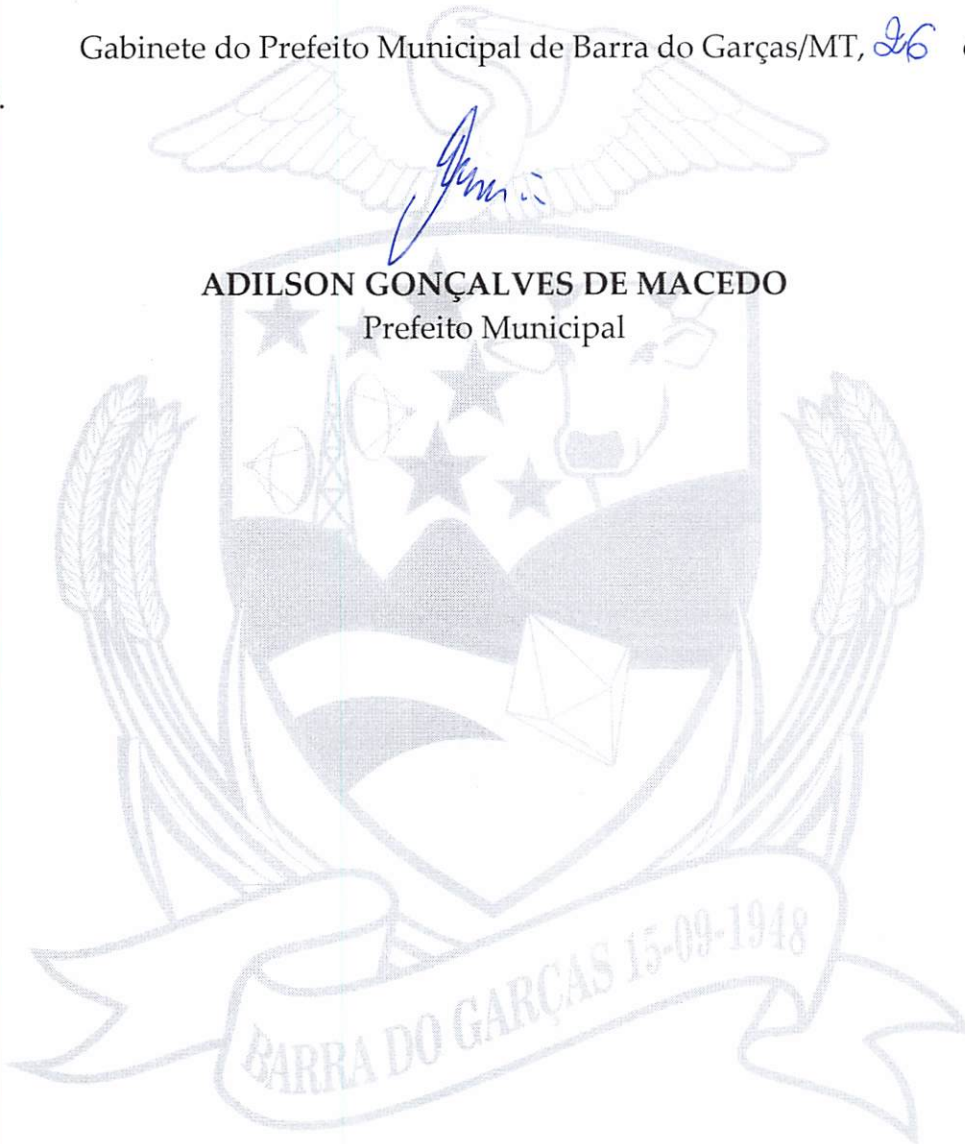 Gabinete do Prefeito Municipal de Barra do Garças/MT, 26
.
ADILSON GONÇALVES DE MACEDO
Prefeito Municipal
BARRA DO GARÇAS 15-09-1948